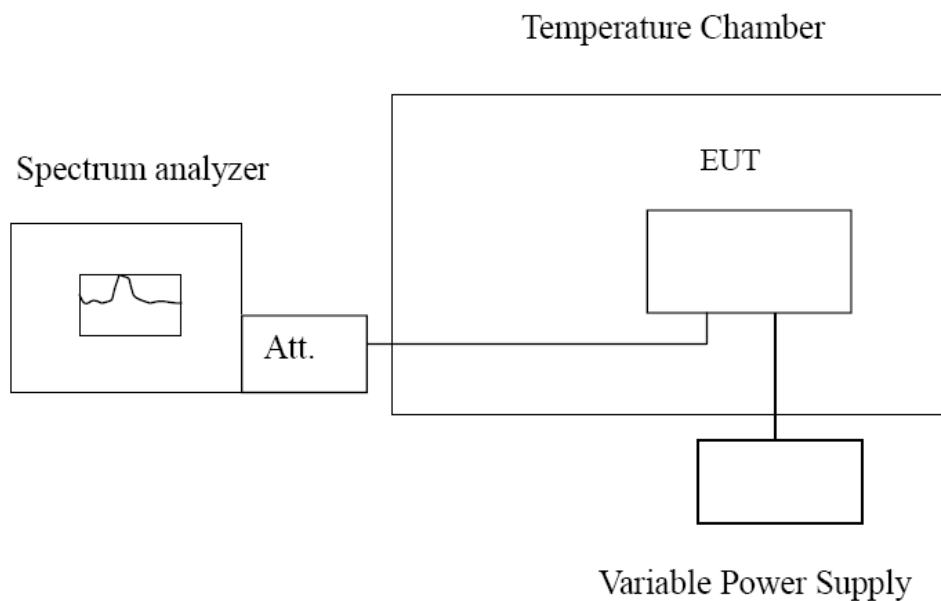 Temperature Chamber
Spectrum analyzer
EUT
Att.
Variable Power Supply